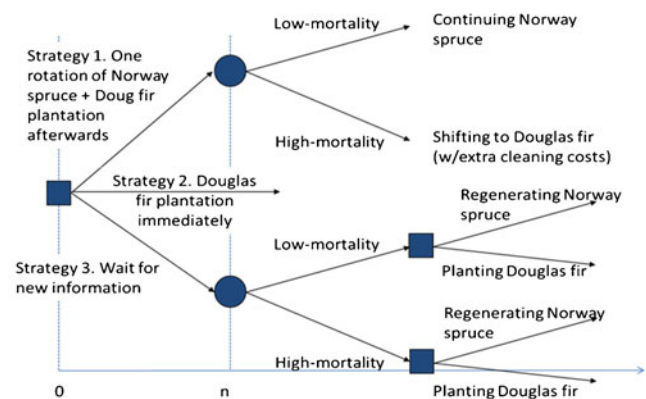 Low-mortality
Continuing Norway
spruce
Strategy 1. One
rotation of Norway
spruce + Doug fir
plantation
afterwards
High-mortality
Shifting to Douglas fir
(w/extra cleaning costs)
Strategy 2. Douglas
fir plantation
immediately
Regenerating Norway
spruce
Low-mortality
Strategy 3. Wait for
new information
Planting Douglas fir
Regenerating Norway
spruce
High-mortality
Planting Douglas fir
0
n